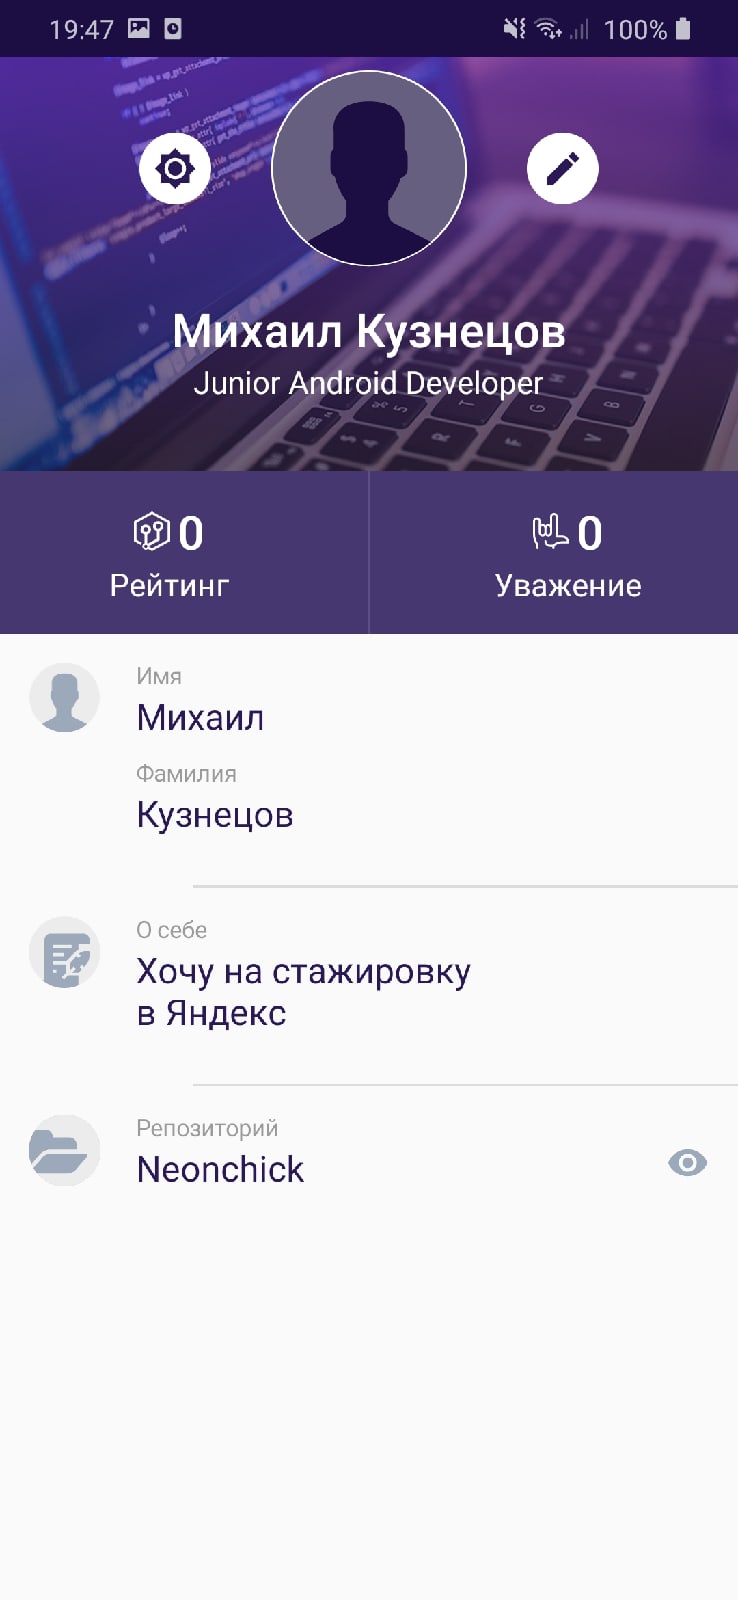 19:47
100%
Михаил Кузнецов
Junior Android Developer
0
Рейтинг
0
Уважение
Имя
Михаил
Фамилия
Кузнецов
О себе
Хочу на стажировку
в Яндекс
Репозиторий
Neonchick